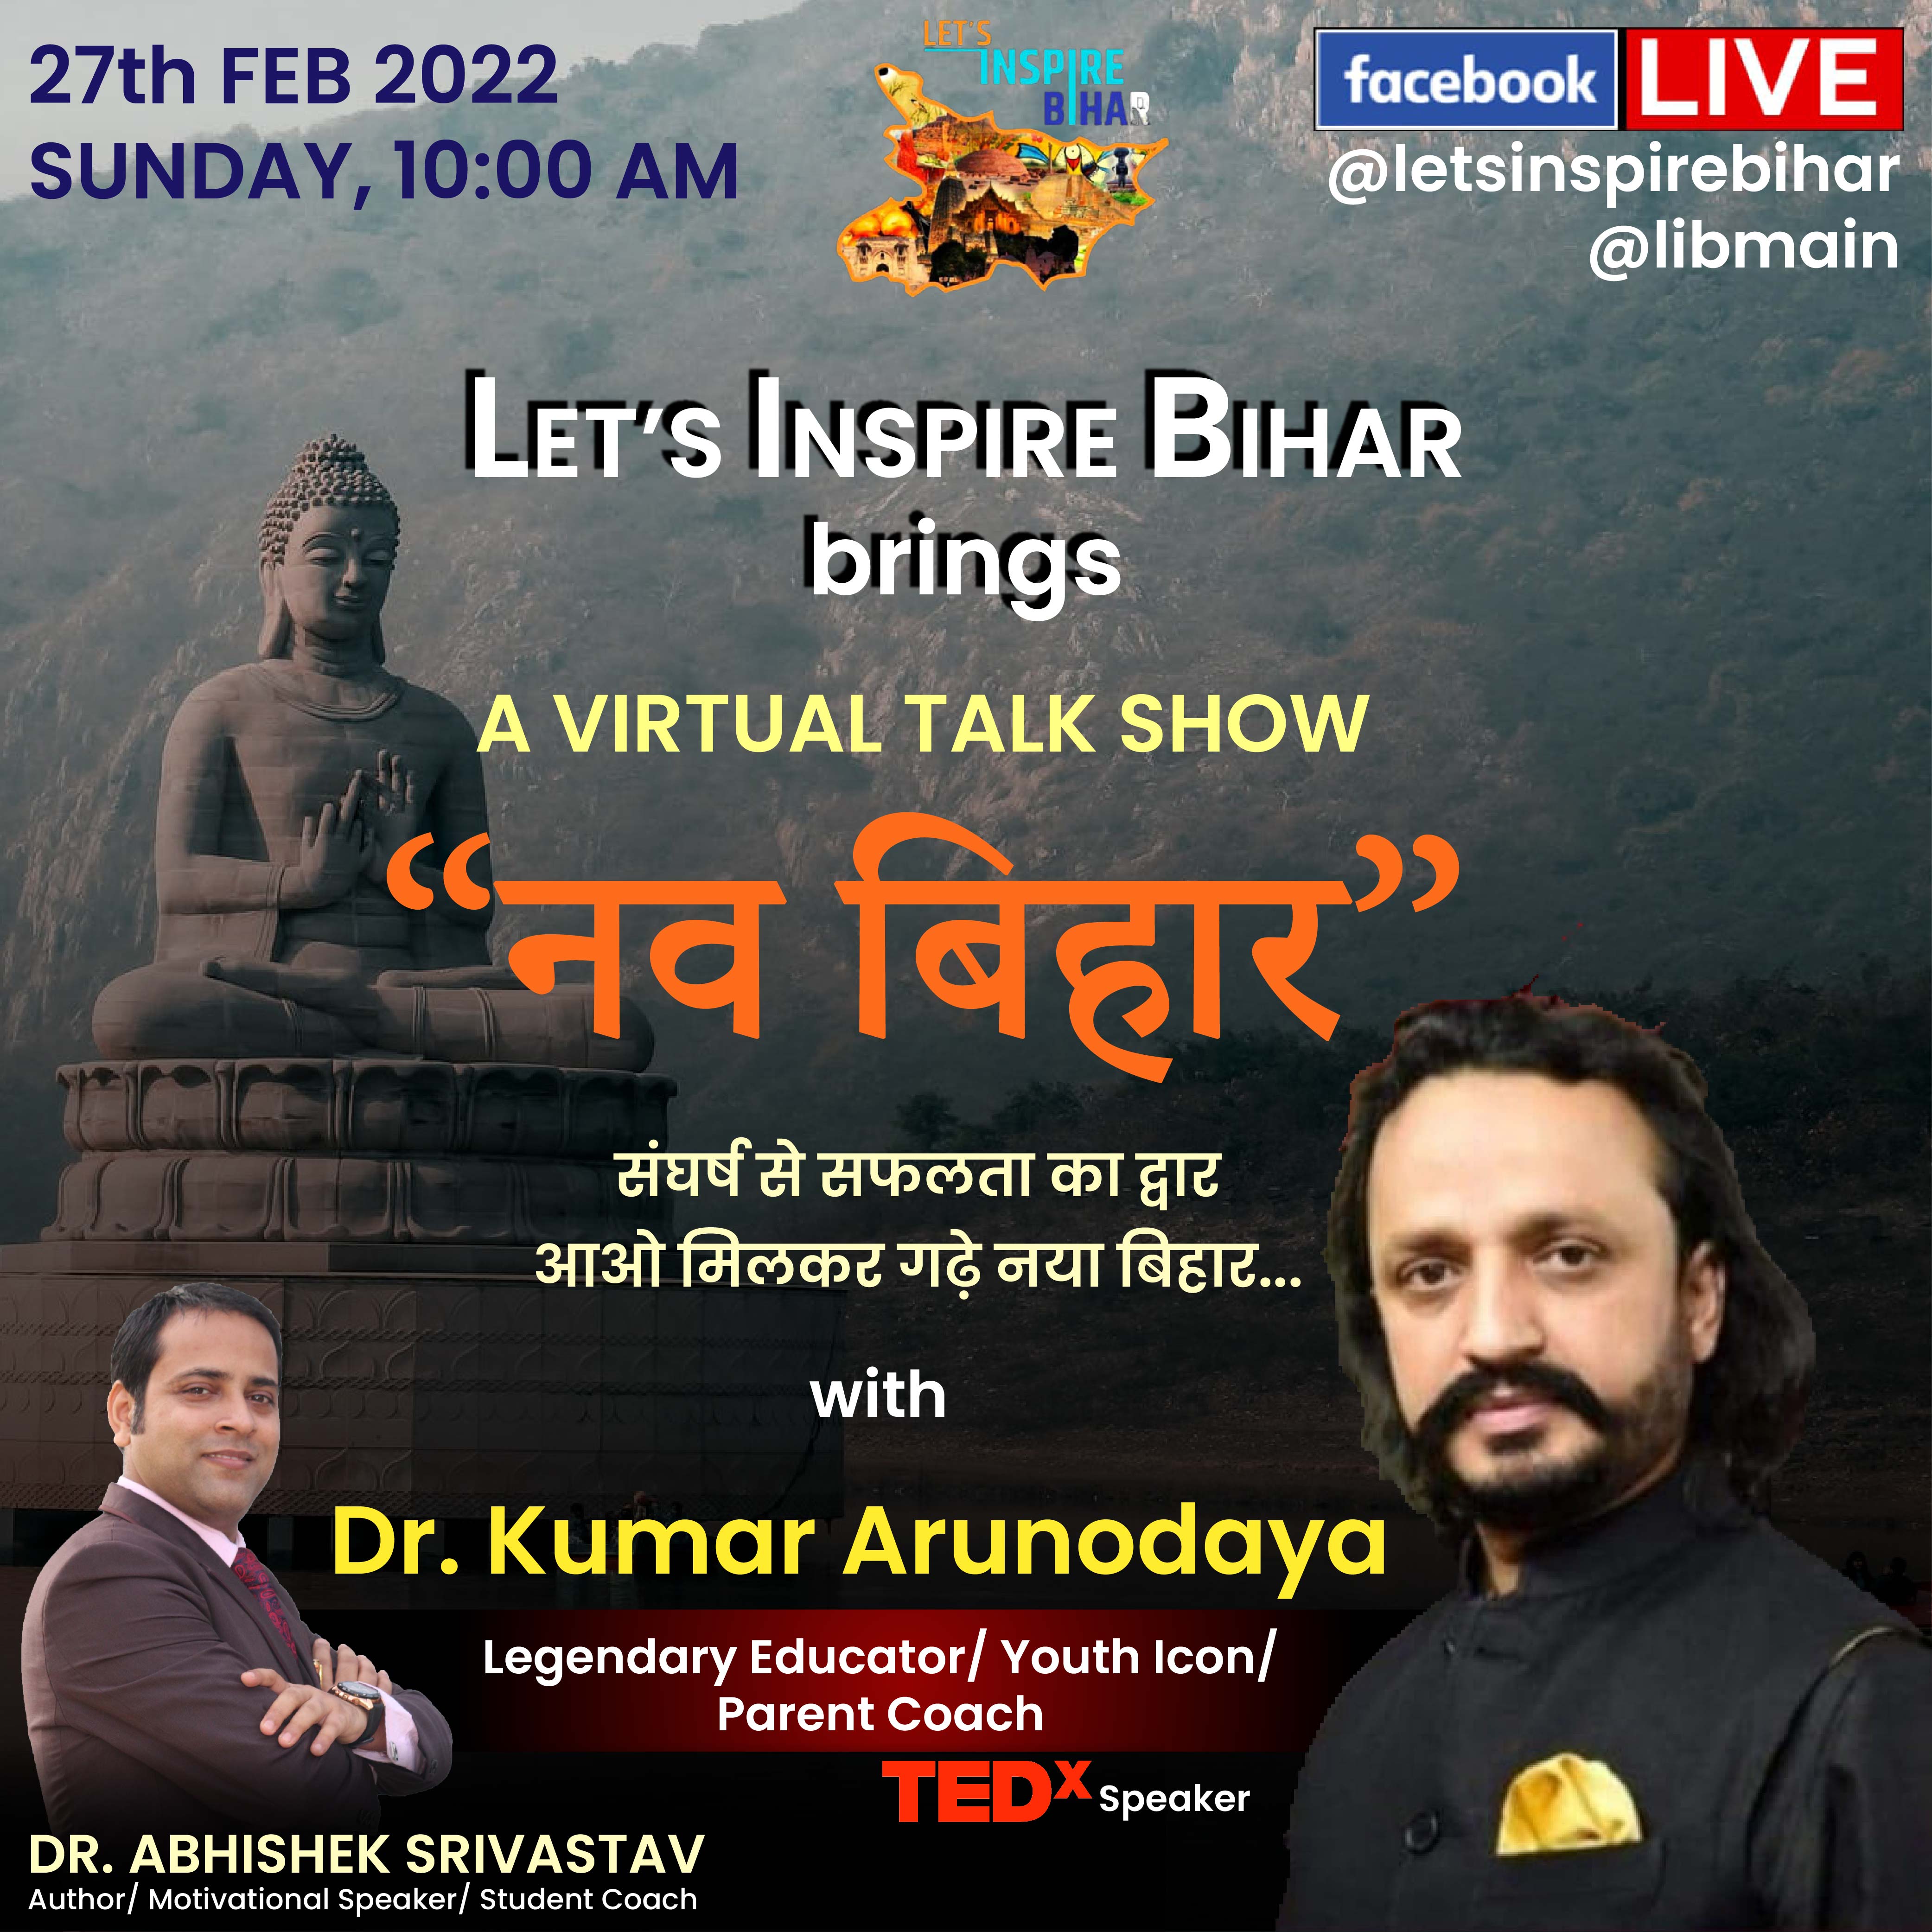 27th FEB 2022
SUNDAY, 10:00 AM
LET'S
INSPIRE
BIHAR
facebook LIVE
@letsinspirebihar
@libmain
LET'S INSPIRE BIHAR
brings
A VIRTUAL TALK SHOW
“नव बिहार”
संघर्ष से सफलता का द्वार
आओ मिलकर गढ़े नया बिहार...
with
Dr. Kumar Arunodaya
Legendary Educator/ Youth Icon/
Parent Coach
TEDx Speaker
DR. ABHISHEK SRIVASTAV
Author/ Motivational Speaker/ Student Coach